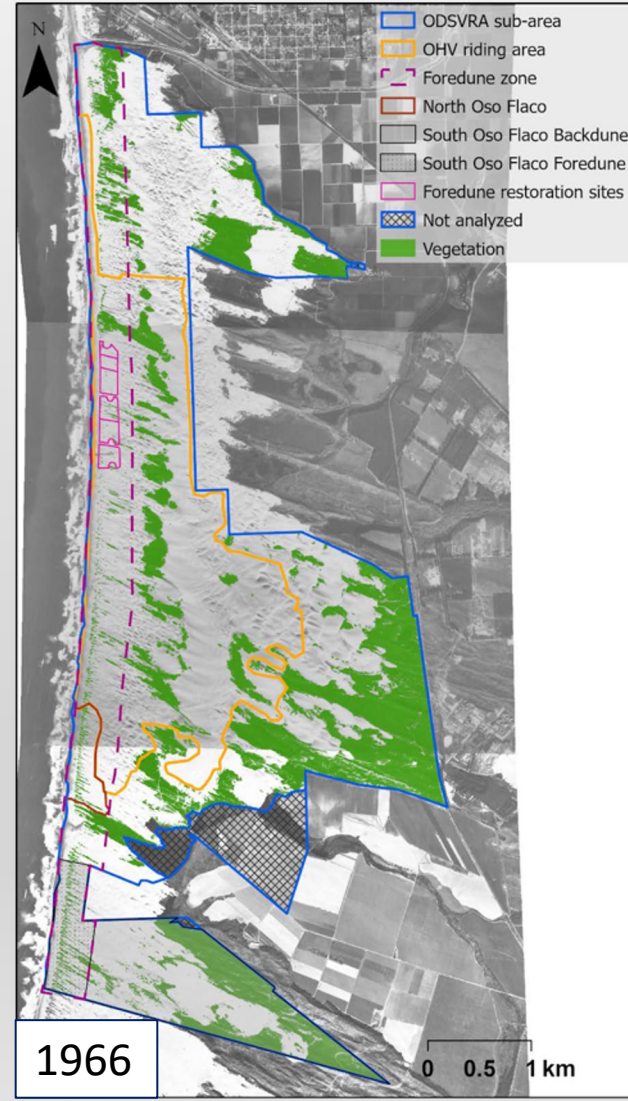 N
ODSVRA sub-area
OHV riding area
Foredune zone
North Oso Flaco
South Oso Flaco Backdune
South Oso Flaco Foredune
Foredune restoration sites
Not analyzed
Vegetation
1966
0 0.5 1 km